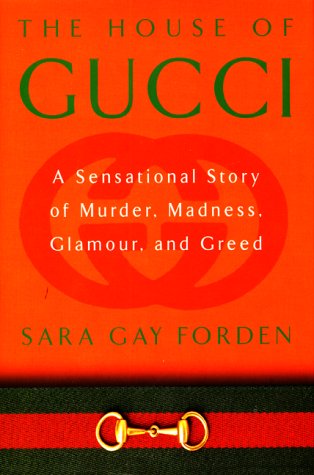 THE HOUSE OF
GUCCI
A Sensational Story
of Murder, Madness,
Glamour, and Greed
SARA GAY FORDEN